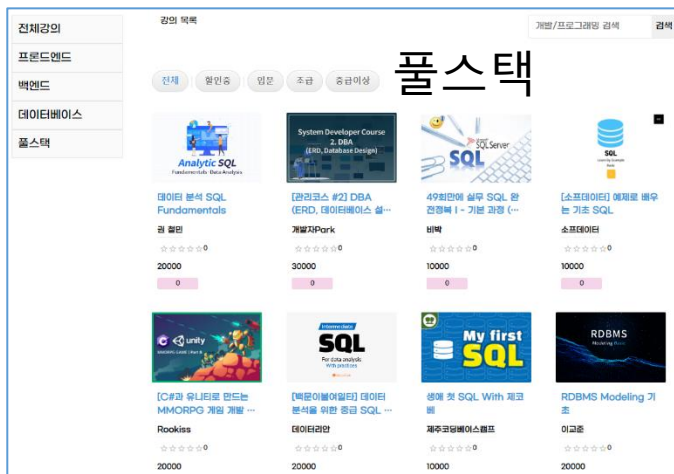 전체강의
프론드엔드
백엔드
데이터베이스
풀스택
강의 목록
개발/프로그래밍 검색
검색
전체
할인중
입문
초급
중급이상
풀스택
Analytic SQL
Fundamentals Data Analysis
데이터 분석 SQL
Fundamentals
권 철민
☆☆☆☆☆0
20000
0
System Developer Course
2. DBA
(ERD, Database Design)
[관리코스 #2] DBA
(ERD, 데이터베이스 설…
개발자Park
☆☆☆☆☆0
30000
0
SQL Server
SQL
49회만에 실무 SQL 완
전정복 I - 기본 과정 (…
비박
☆☆☆☆☆0
10000
0
SQL
[소프데이터] 예제로 배우
는 기초 SQL
소프데이터
☆☆☆☆☆0
10000
0
unity
[C#과 유니티로 만드는
MMORPG 게임 개발 …
Rookiss
☆☆☆☆☆0
20000
SQL
For data analysis
With practices
[백문이불여일타] 데이터
분석을 위한 중급 SQL …
데이터리안
☆☆☆☆☆0
20000
My first
SQL
생애 첫 SQL With 제코
베
제주코딩베이스캠프
☆☆☆☆☆0
10000
RDBMS
Modeling Basic
RDBMS Modeling 기
초
이교준
☆☆☆☆☆0
20000